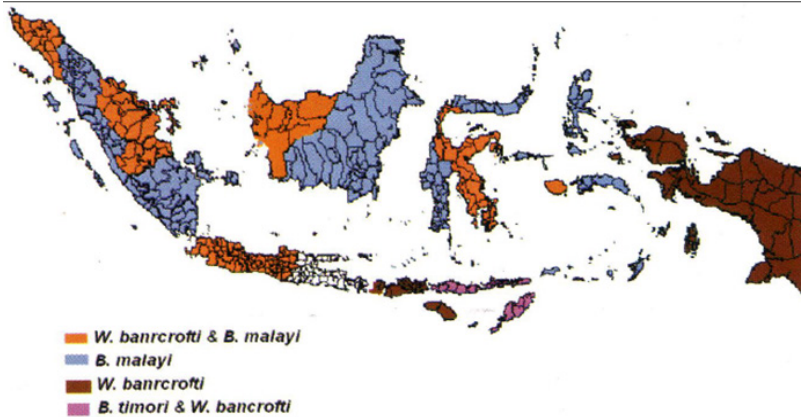 W. banrcrofti & B. malayi
B. malayi
W. banrcrofti
B. timori & W. bancrofti